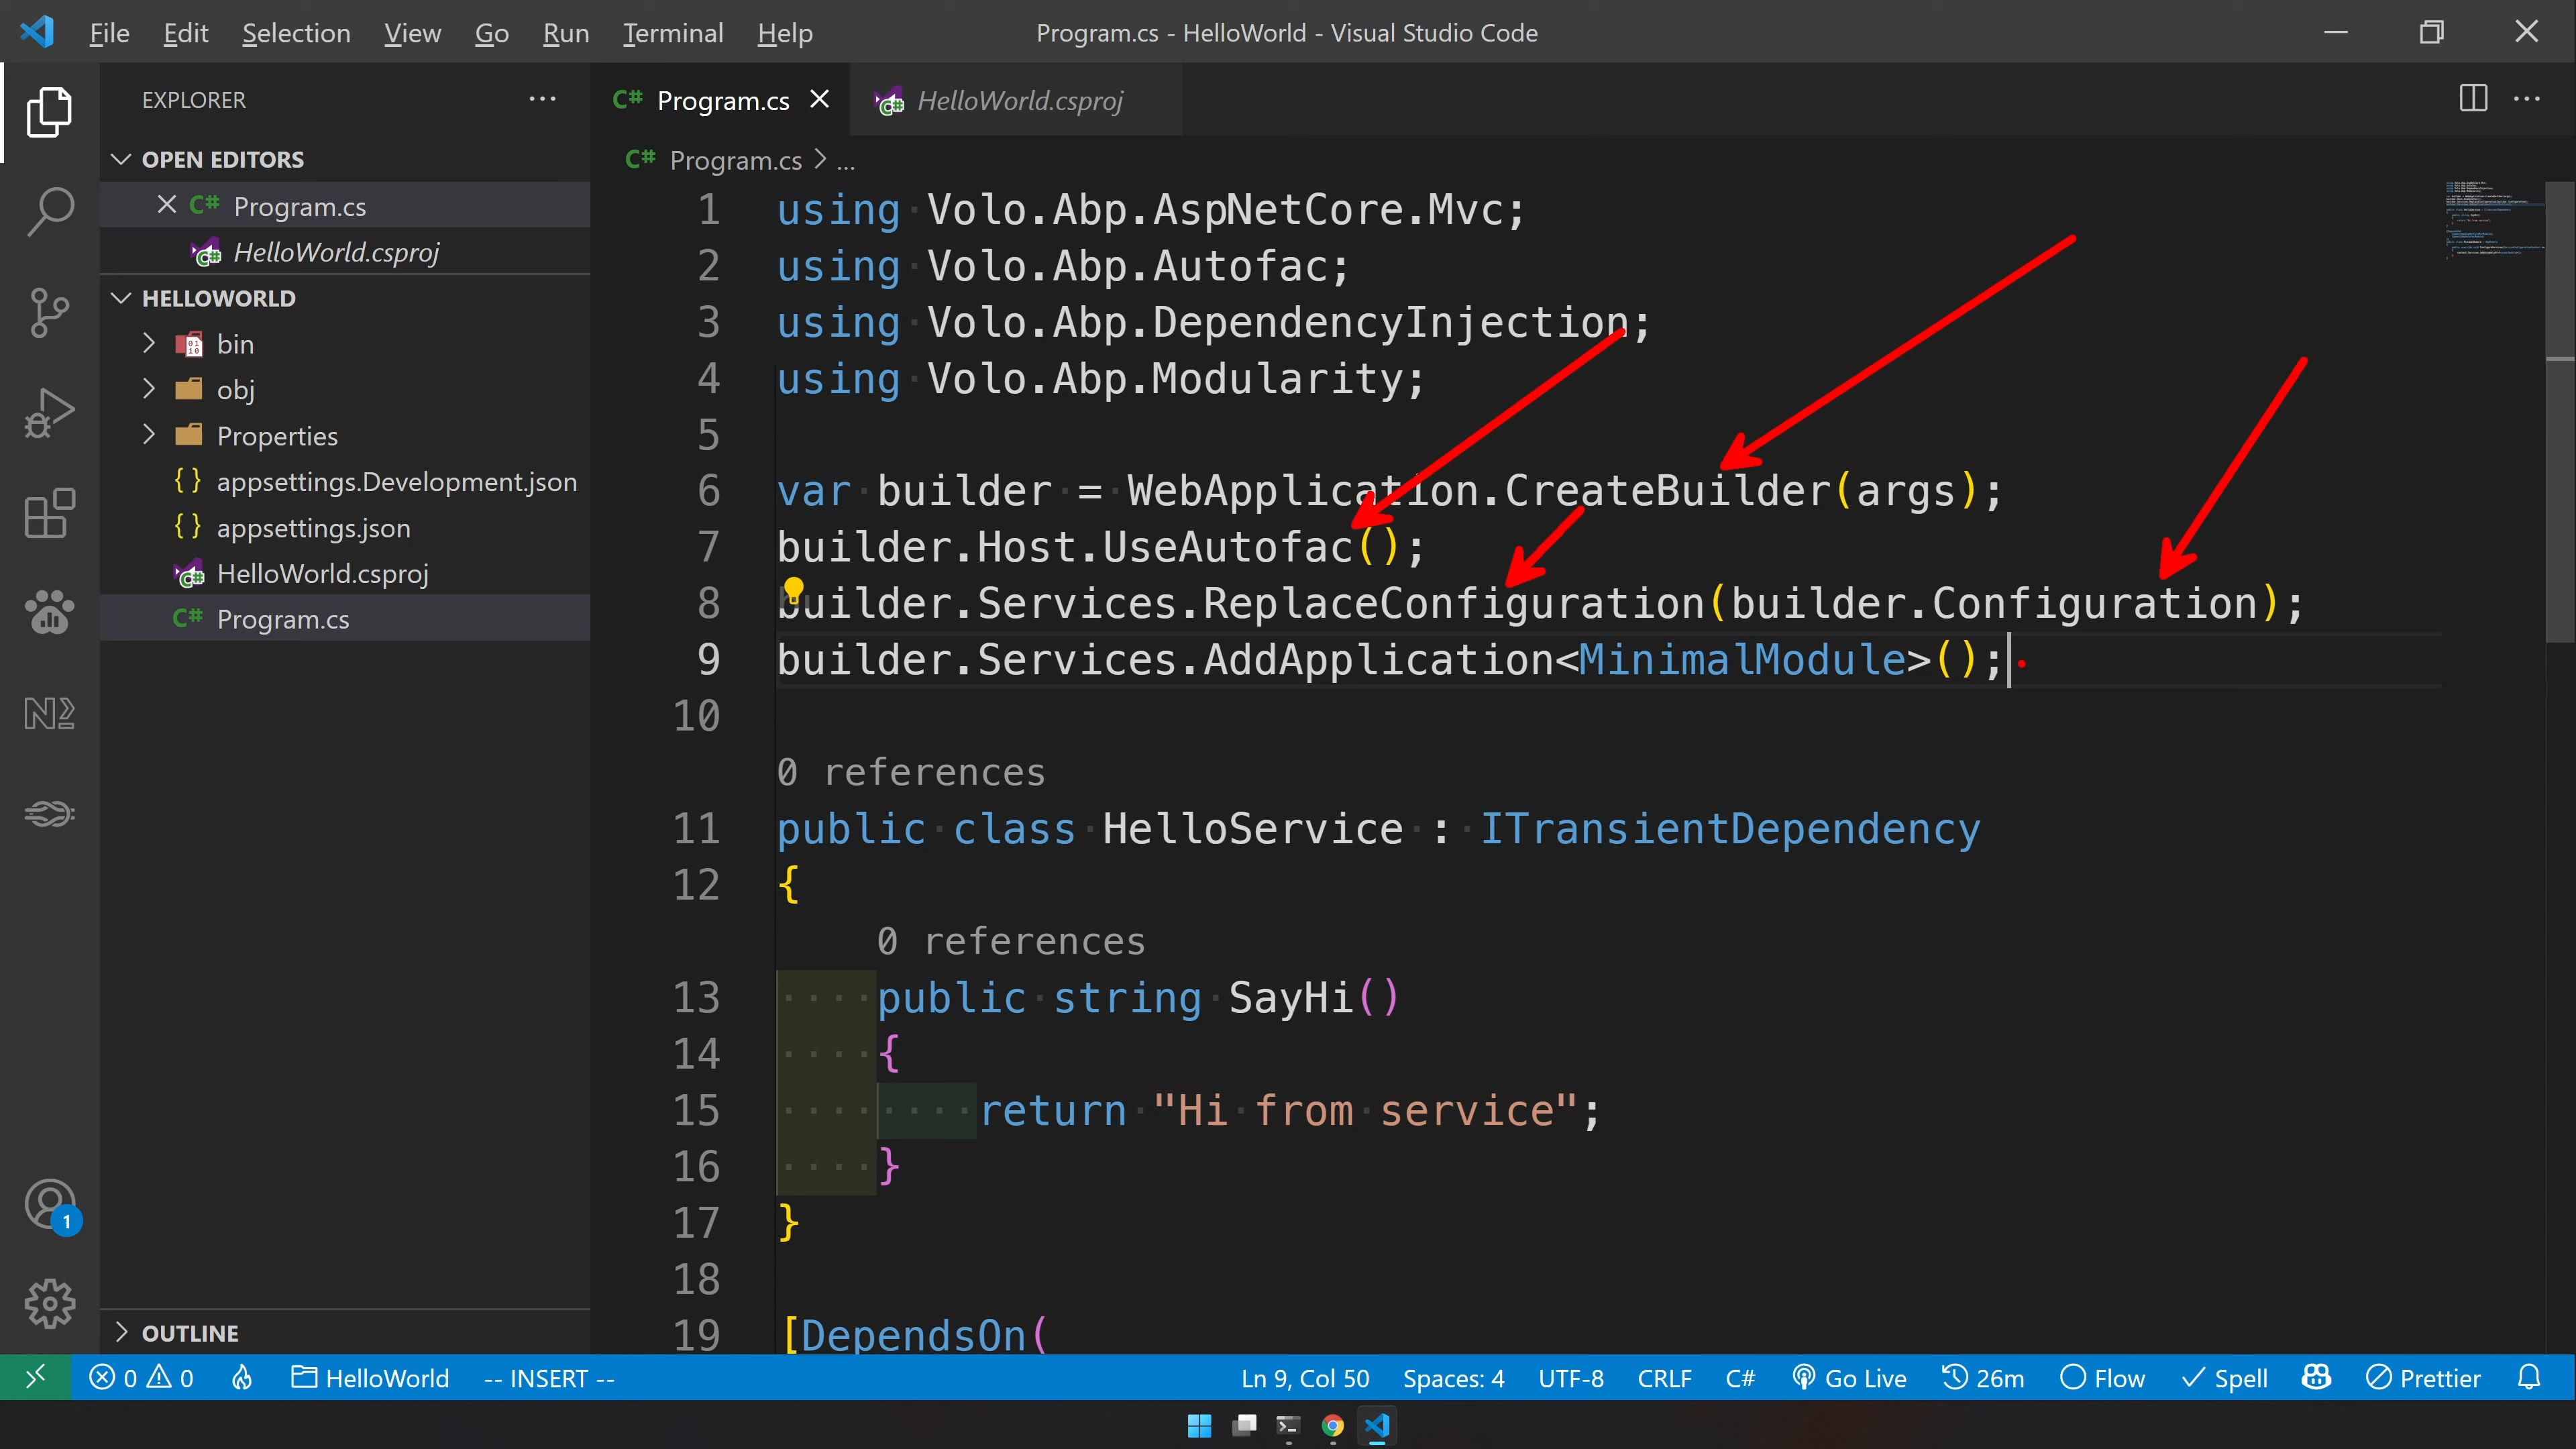 File Edit Selection View Go Run Terminal Help
Program.cs - HelloWorld - Visual Studio Code
EXPLORER
OPEN EDITORS
C# Program.cs
HelloWorld.csproj
HELLOWORLD
bin
obj
Properties
{ } appsettings.Development.json
{ } appsettings.json
HelloWorld.csproj
C# Program.cs
OUTLINE
C# Program.cs
HelloWorld.csproj
C# Program.cs > ...
1 using Volo.Abp.AspNetCore.Mvc;
2 using Volo.Abp.Autofac;
3 using Volo.Abp.DependencyInjection;
4 using Volo.Abp.Modularity;
5
6 var builder = WebApplication.CreateBuilder(args);
7 builder.Host.UseAutofac();
8 builder.Services.ReplaceConfiguration(builder.Configuration);
9 builder.Services.AddApplication<MinimalModule>();
10
0 references
11 public class HelloService : ITransientDependency
12 {
0 references
13 public string SayHi()
14 {
15 return "Hi from service";
16 }
17 }
18
19 [DependsOn(
1
0 0 HelloWorld -- INSERT -- Ln 9, Col 50 Spaces: 4 UTF-8 CRLF C# Go Live 26m Flow Spell Prettier